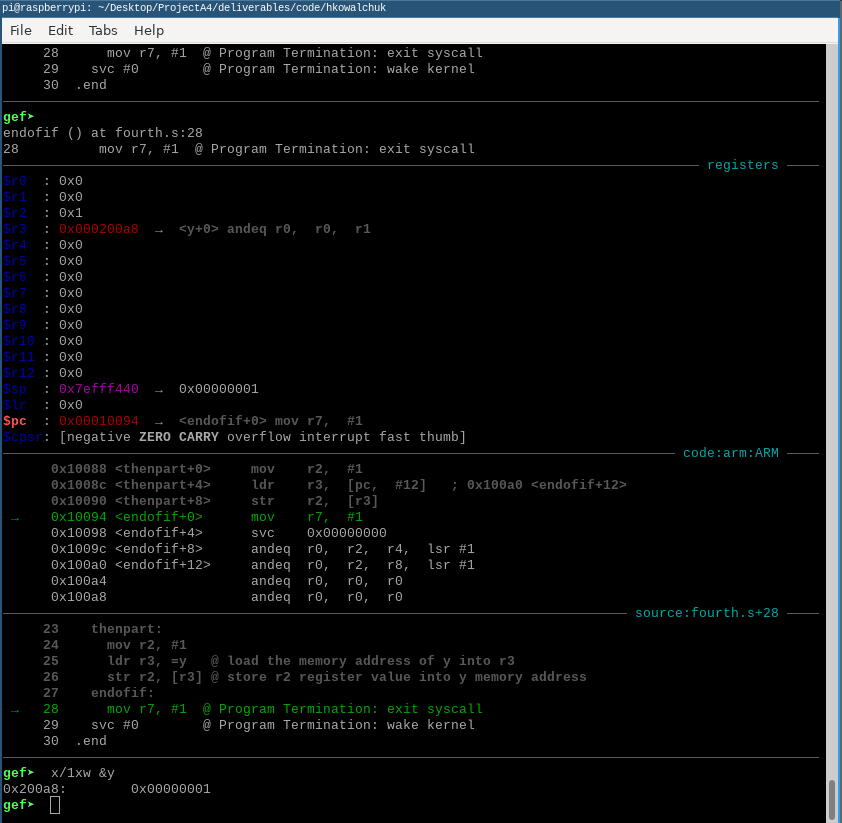 pi@raspberrypi: ~/Desktop/ProjectA4/deliverables/code/hkowalchuk
File Edit Tabs Help
28 mov r7, #1 @ Program Termination: exit syscall
29 svc #0 @ Program Termination: wake kernel
30 .end
gef➤
endofif () at fourth.s:28
28 mov r7, #1 @ Program Termination: exit syscall
registers
$r0 : 0x0
$r1 : 0x0
$r2 : 0x1
$r3 : 0x000200a8 → <y+0> andeq r0, r0, r1
$r4 : 0x0
$r5 : 0x0
$r6 : 0x0
$r7 : 0x0
$r8 : 0x0
$r9 : 0x0
$r10 : 0x0
$r11 : 0x0
$r12 : 0x0
$sp : 0x7efff440 → 0x00000001
$lr : 0x0
$pc : 0x00010094 → <endofif+0> mov r7, #1
$cpsr: [negative ZERO CARRY overflow interrupt fast thumb]
code:arm:ARM
0x10088 <thenpart+0> mov r2, #1
0x1008c <thenpart+4> ldr r3, [pc, #12] ; 0x100a0 <endofif+12>
0x10090 <thenpart+8> str r2, [r3]
→ 0x10094 <endofif+0> mov r7, #1
0x10098 <endofif+4> svc 0x00000000
0x1009c <endofif+8> andeq r0, r2, r4, lsr #1
0x100a0 <endofif+12> andeq r0, r2, r8, lsr #1
0x100a4 andeq r0, r0, r0
0x100a8 andeq r0, r0, r0
source:fourth.s+28
23 thenpart:
24 mov r2, #1
25 ldr r3, =y @ load the memory address of y into r3
26 str r2, [r3] @ store r2 register value into y memory address
27 endofif:
→ 28 mov r7, #1 @ Program Termination: exit syscall
29 svc #0 @ Program Termination: wake kernel
30 .end
gef➤ x/1xw &y
0x200a8: 0x00000001
gef➤